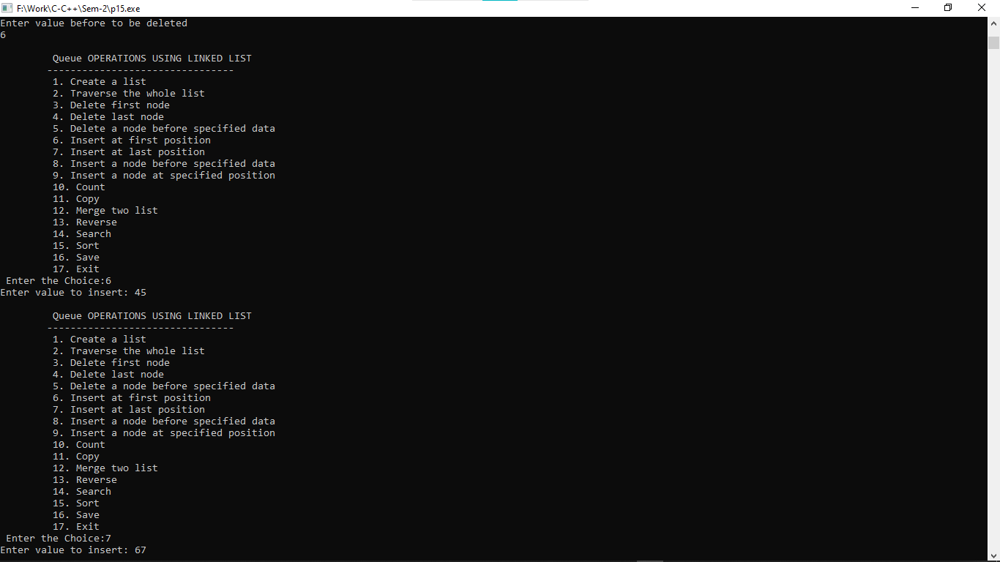 F:\Work\C-C++\Sem-2\p15.exe
Enter value before to be deleted
6
Queue OPERATIONS USING LINKED LIST
--------------------------------
1. Create a list
2. Traverse the whole list
3. Delete first node
4. Delete last node
5. Delete a node before specified data
6. Insert at first position
7. Insert at last position
8. Insert a node before specified data
9. Insert a node at specified position
10. Count
11. Copy
12. Merge two list
13. Reverse
14. Search
15. Sort
16. Save
17. Exit
Enter the Choice:6
Enter value to insert: 45
Queue OPERATIONS USING LINKED LIST
--------------------------------
1. Create a list
2. Traverse the whole list
3. Delete first node
4. Delete last node
5. Delete a node before specified data
6. Insert at first position
7. Insert at last position
8. Insert a node before specified data
9. Insert a node at specified position
10. Count
11. Copy
12. Merge two list
13. Reverse
14. Search
15. Sort
16. Save
17. Exit
Enter the Choice:7
Enter value to insert: 67